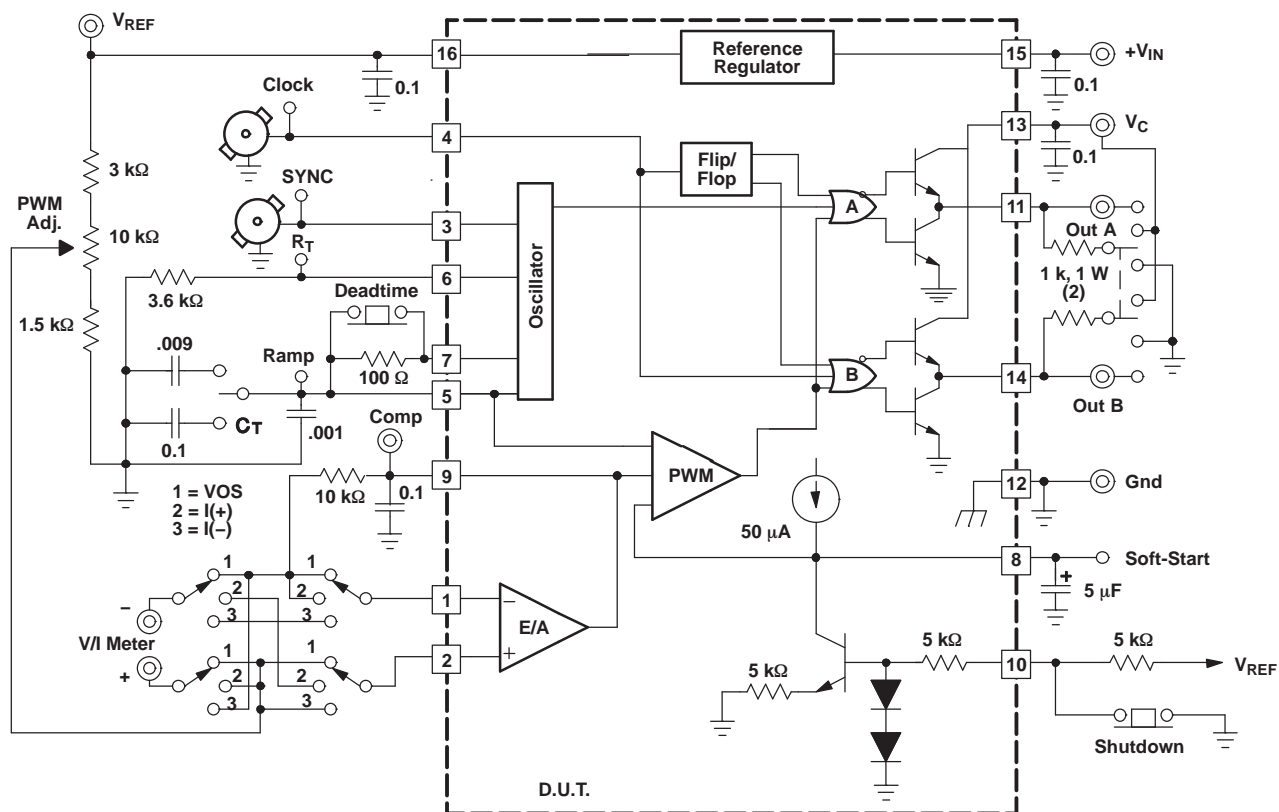 VREF
16
Reference
Regulator
15
+VIN
0.1
0.1
Clock
4
13
VC
0.1
3 kΩ
Flip/
Flop
SYNC
PWM
Adj.
10 kΩ
A
11
Out A
3
RT
6
3.6 kΩ
Oscillator
1 k, 1 W
(2)
1.5 kΩ
Deadtime
.009
Ramp
7
100 Ω
B
14
Out B
5
CT
.001
Comp
0.1
PWM
9
10 kΩ
0.1
12
Gnd
1 = VOS
2 = I(+)
3 = I(−)
50 µA
8
Soft-Start
+
5 µF
1
1
2
2
−
1
−
3
3
E/A
V/I Meter
+
1
1
2
+
5 kΩ
10
5 kΩ
VREF
2
2
5 kΩ
3
3
Shutdown
D.U.T.